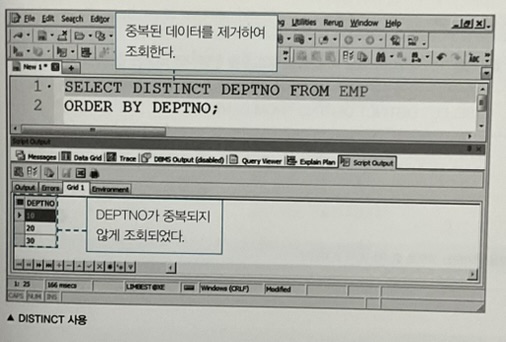 File Edit Search Editor
Utilities Rerun Window Help
중복된 데이터를 제거하여
조회한다.
New 1*
1 SELECT DISTINCT DEPTNO FROM EMP
2 ORDER BY DEPTNO;
Script Output
Messages Data Grid Trace DBMS Output (disabled) Query Viewer Explain Plan Script Output
Output Errors Grid 1 Environment
DEPTNO
10
20
30
DEPTNO가 중복되지
않게 조회되었다.
1: 25 166 msecs LIMBEST@XE Windows (CRLF) Modified
CAPS NUM INS
▲ DISTINCT 사용